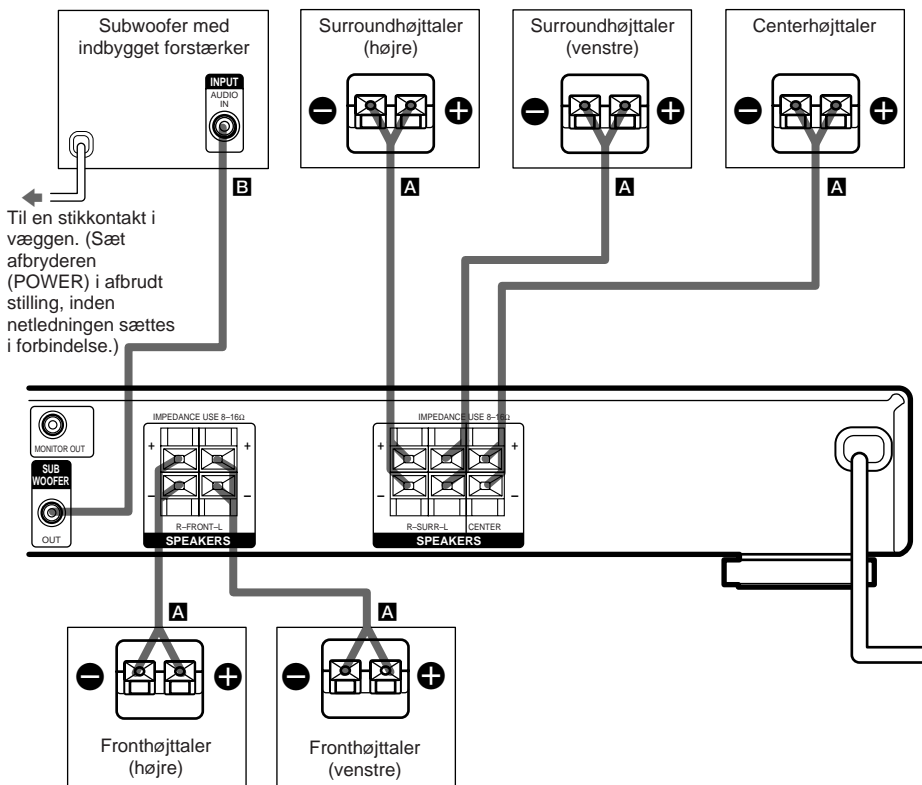 Subwoofer med
indbygget forstærker
INPUT
AUDIO
IN
Surroundhøjttaler
(højre)
Surroundhøjttaler
(venstre)
Centerhøjttaler
B
A
A
A
Til en stikkontakt i
væggen. (Sæt
afbryderen
(POWER) i afbrudt
stilling, inden
netledningen sættes
i forbindelse.)
MONITOR OUT
SUB
WOOFER
OUT
IMPEDANCE USE 8–16Ω
+ +
– –
R–FRONT–L
SPEAKERS
IMPEDANCE USE 8–16Ω
+ +
– –
R–SURR–L CENTER
SPEAKERS
A
A
Fronthøjttaler
(højre)
Fronthøjttaler
(venstre)